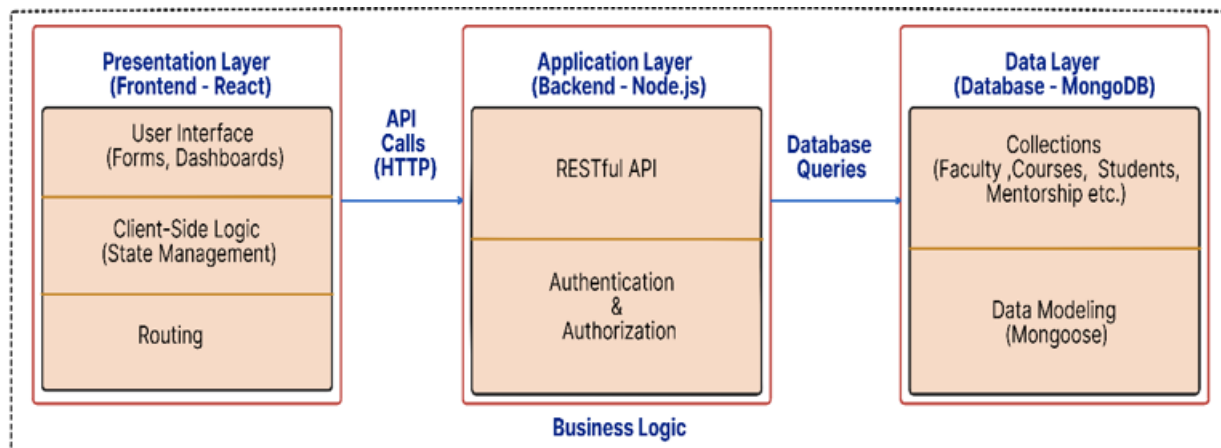 Presentation Layer
(Frontend - React)
User Interface
(Forms, Dashboards)
Client-Side Logic
(State Management)
Routing
API
Calls
(HTTP)
Application Layer
(Backend - Node.js)
RESTful API
Authentication
&
Authorization
Business Logic
Database
Queries
Data Layer
(Database - MongoDB)
Collections
(Faculty ,Courses, Students,
Mentorship etc.)
Data Modeling
(Mongoose)